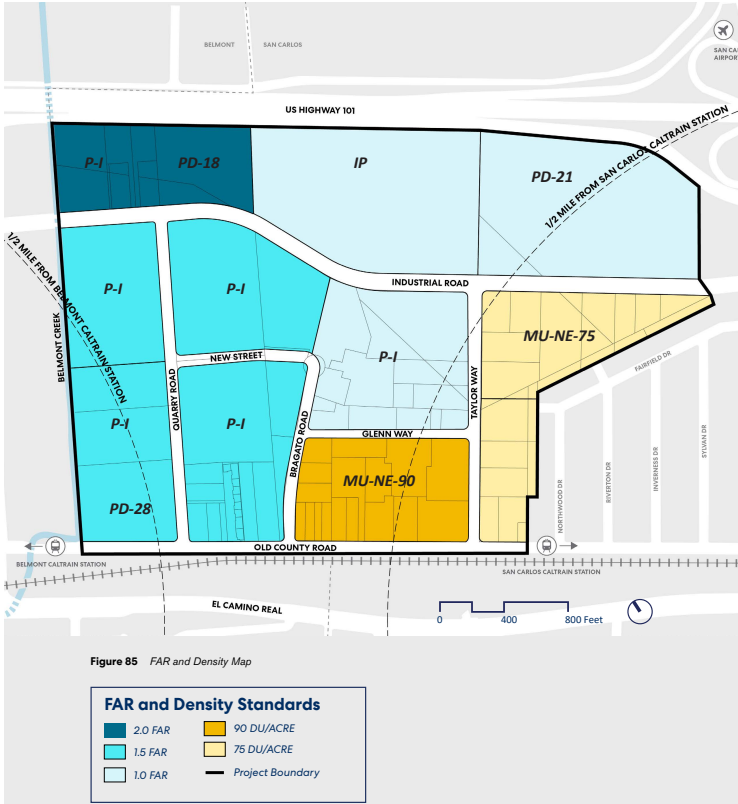 BELMONT
SAN CARLOS
AIRPORT
US HIGHWAY 101
1/2 MILE FROM SAN CARLOS CALTRAIN STATION
P-I
PD-18
IP
PD-21
1/2 MILE FROM BELMONT CALTRAIN STATION
P-I
P-I
INDUSTRIAL ROAD
BELMONT CREEK
MU-NE-75
NEW STREET
P-I
FAIRFIELD DR
QUARRY ROAD
TAYLOR WAY
P-I
P-I
BRAGATO ROAD
GLENN WAY
MU-NE-90
PD-28
NORTHWOOD DR
RIVERTON DR
INVERNESS DR
SYLVAN DR
OLD COUNTY ROAD
BELMONT CALTRAIN STATION
SAN CARLOS CALTRAIN STATION
EL CAMINO REAL
0 400 800 Feet
Figure 85 FAR and Density Map
FAR and Density Standards
2.0 FAR
1.5 FAR
1.0 FAR
90 DU/ACRE
75 DU/ACRE
Project Boundary